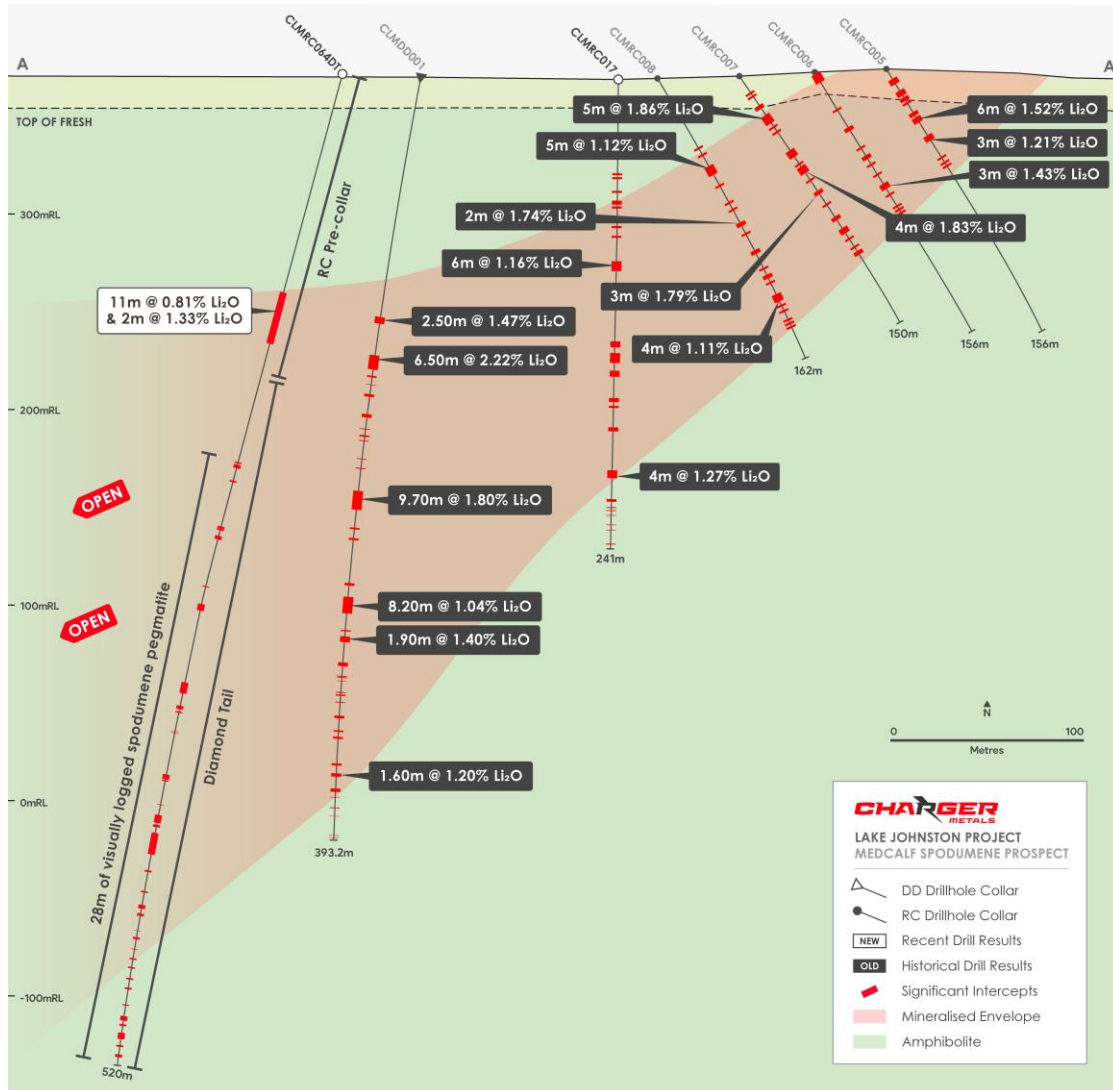 CLMRC064DT
CLMDD001
CLMRC017
CLMRC008
CLMRC007
CLMRC006
CLMRC005
A
A
TOP OF FRESH
5m @ 1.86% Li₂O
6m @ 1.52% Li₂O
5m @ 1.12% Li₂O
3m @ 1.21% Li₂O
3m @ 1.43% Li₂O
300mRL
2m @ 1.74% Li₂O
4m @ 1.83% Li₂O
RC Pre-collar
6m @ 1.16% Li₂O
3m @ 1.79% Li₂O
11m @ 0.81% Li₂O
& 2m @ 1.33% Li₂O
2.50m @ 1.47% Li₂O
150m
156m
156m
4m @ 1.11% Li₂O
6.50m @ 2.22% Li₂O
162m
200mRL
4m @ 1.27% Li₂O
OPEN
9.70m @ 1.80% Li₂O
241m
100mRL
8.20m @ 1.04% Li₂O
OPEN
1.90m @ 1.40% Li₂O
28m of visually logged spodumene pegmatite
Diamond Tail
N
0
100
Metres
1.60m @ 1.20% Li₂O
0mRL
393.2m
-100mRL
520m
CHARGER
METALS
LAKE JOHNSTON PROJECT
MEDCALF SPODUMENE PROSPECT
DD Drillhole Collar
RC Drillhole Collar
NEW Recent Drill Results
OLD Historical Drill Results
Significant Intercepts
Mineralised Envelope
Amphibolite